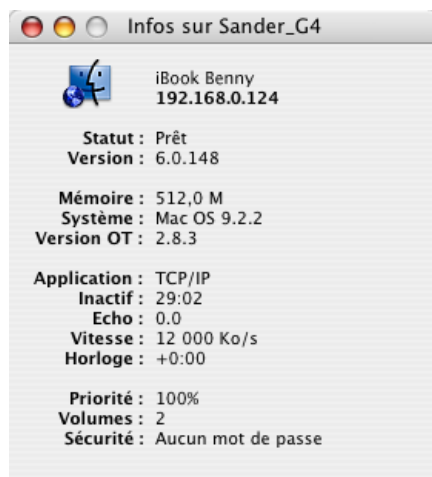 Infos sur Sander_G4
iBook Benny
192.168.0.124
Statut : Prêt
Version : 6.0.148
Mémoire : 512,0 M
Système : Mac OS 9.2.2
Version OT : 2.8.3
Application : TCP/IP
Inactif : 29:02
Echo : 0.0
Vitesse : 12 000 Ko/s
Horloge : +0:00
Priorité : 100%
Volumes : 2
Sécurité : Aucun mot de passe